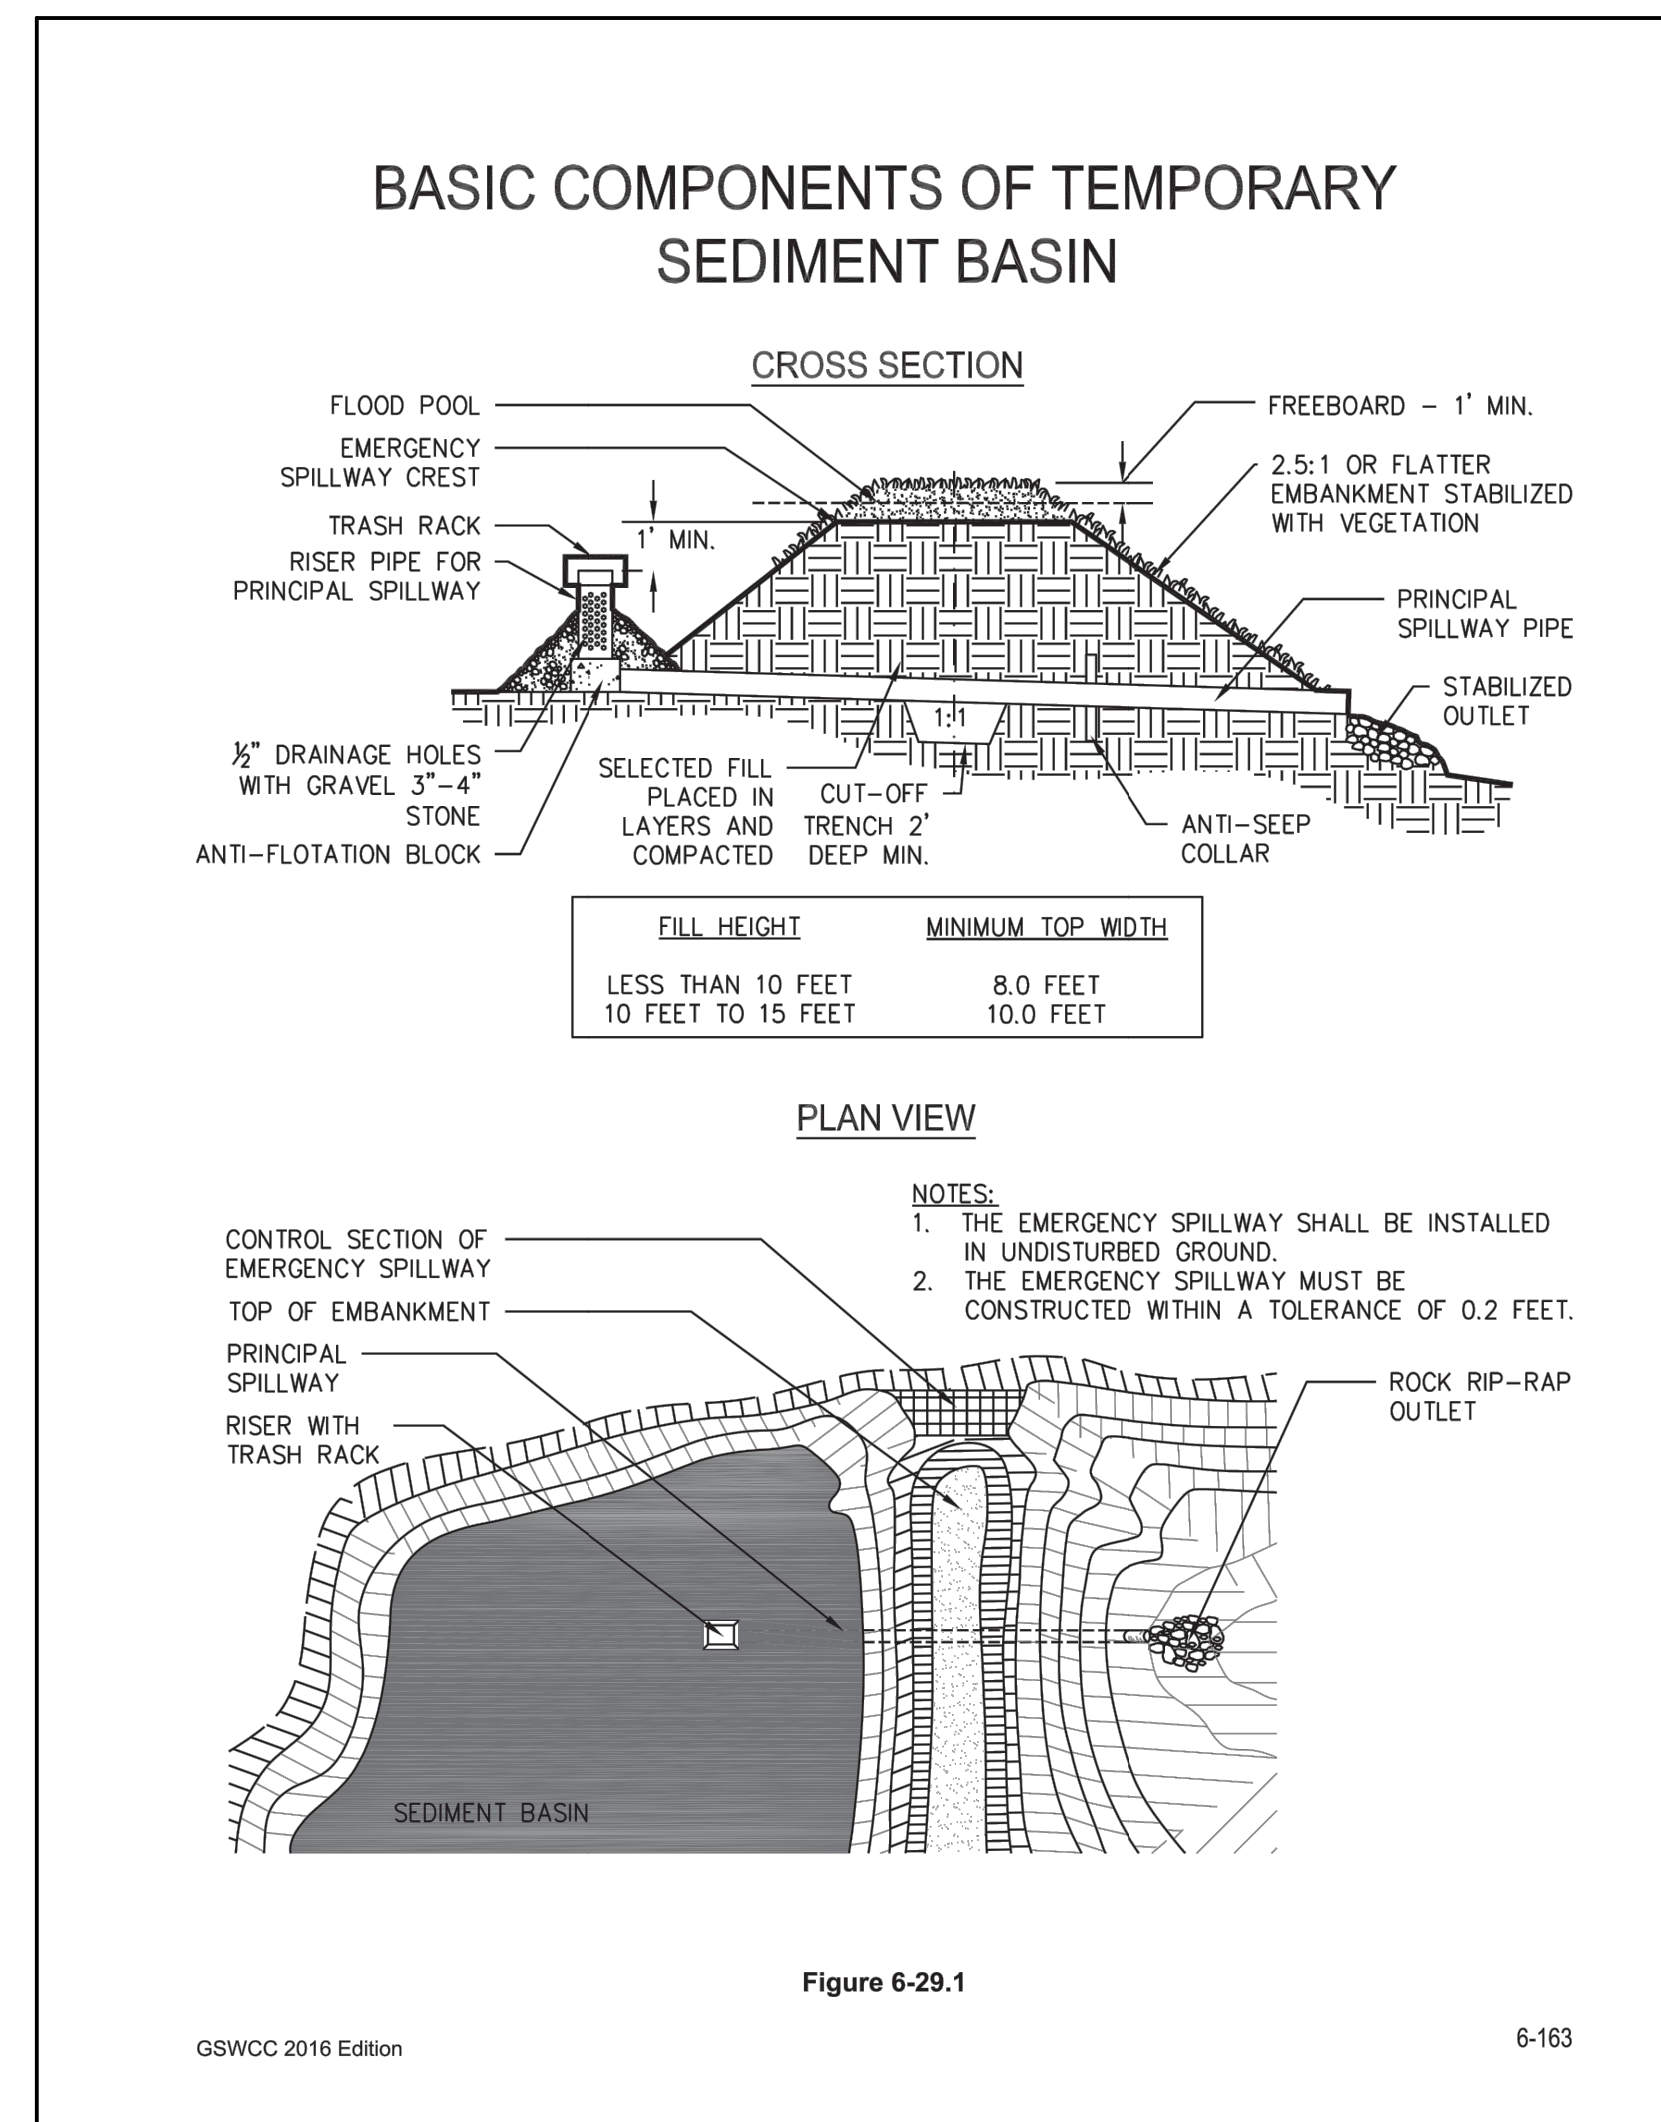 BASIC COMPONENTS OF TEMPORARY
SEDIMENT BASIN
CROSS SECTION
FLOOD POOL
EMERGENCY
SPILLWAY CREST
TRASH RACK
RISER PIPE FOR
PRINCIPAL SPILLWAY
1' MIN.
FREEBOARD – 1' MIN.
2.5:1 OR FLATTER
EMBANKMENT STABILIZED
WITH VEGETATION
PRINCIPAL
SPILLWAY PIPE
STABILIZED
OUTLET
1:1
½" DRAINAGE HOLES
WITH GRAVEL 3"–4"
STONE
ANTI–FLOTATION BLOCK
SELECTED FILL
PLACED IN
LAYERS AND
COMPACTED
CUT–OFF
TRENCH 2'
DEEP MIN.
ANTI–SEEP
COLLAR
FILL HEIGHT MINIMUM TOP WIDTH
LESS THAN 10 FEET 8.0 FEET
10 FEET TO 15 FEET 10.0 FEET
PLAN VIEW
NOTES:
1. THE EMERGENCY SPILLWAY SHALL BE INSTALLED
IN UNDISTURBED GROUND.
2. THE EMERGENCY SPILLWAY MUST BE
CONSTRUCTED WITHIN A TOLERANCE OF 0.2 FEET.
CONTROL SECTION OF
EMERGENCY SPILLWAY
TOP OF EMBANKMENT
PRINCIPAL
SPILLWAY
RISER WITH
TRASH RACK
ROCK RIP–RAP
OUTLET
SEDIMENT BASIN
Figure 6-29.1
GSWCC 2016 Edition
6-163